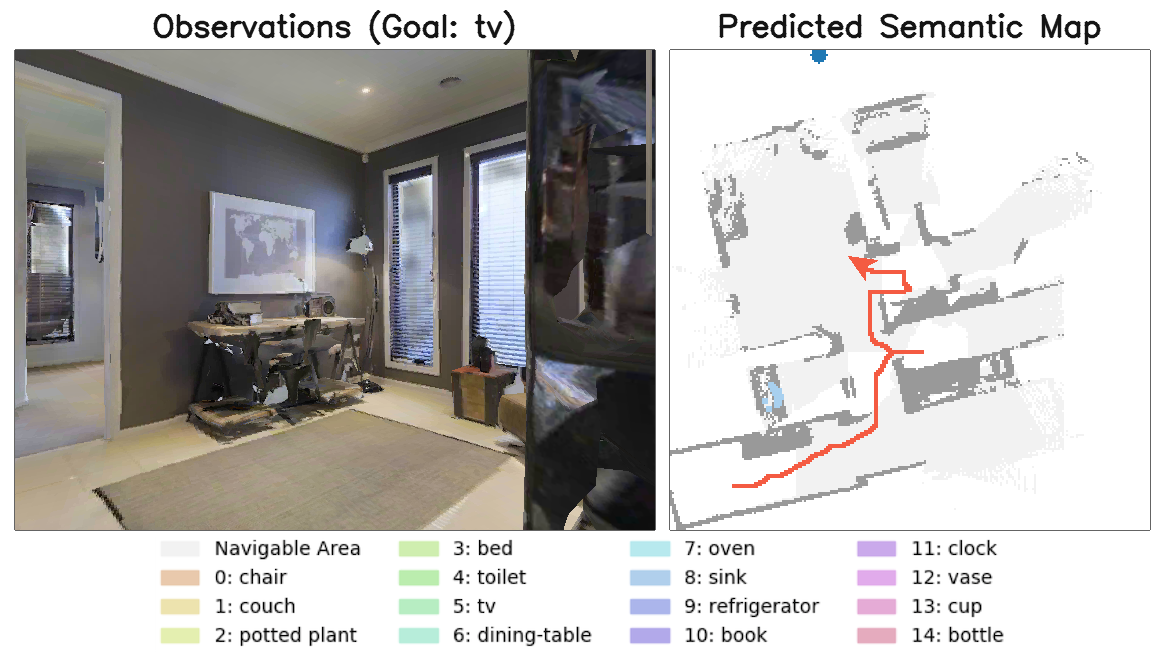 Observations (Goal: tv)
Predicted Semantic Map
Navigable Area
0: chair
1: couch
2: potted plant
3: bed
4: toilet
5: tv
6: dining-table
7: oven
8: sink
9: refrigerator
10: book
11: clock
12: vase
13: cup
14: bottle